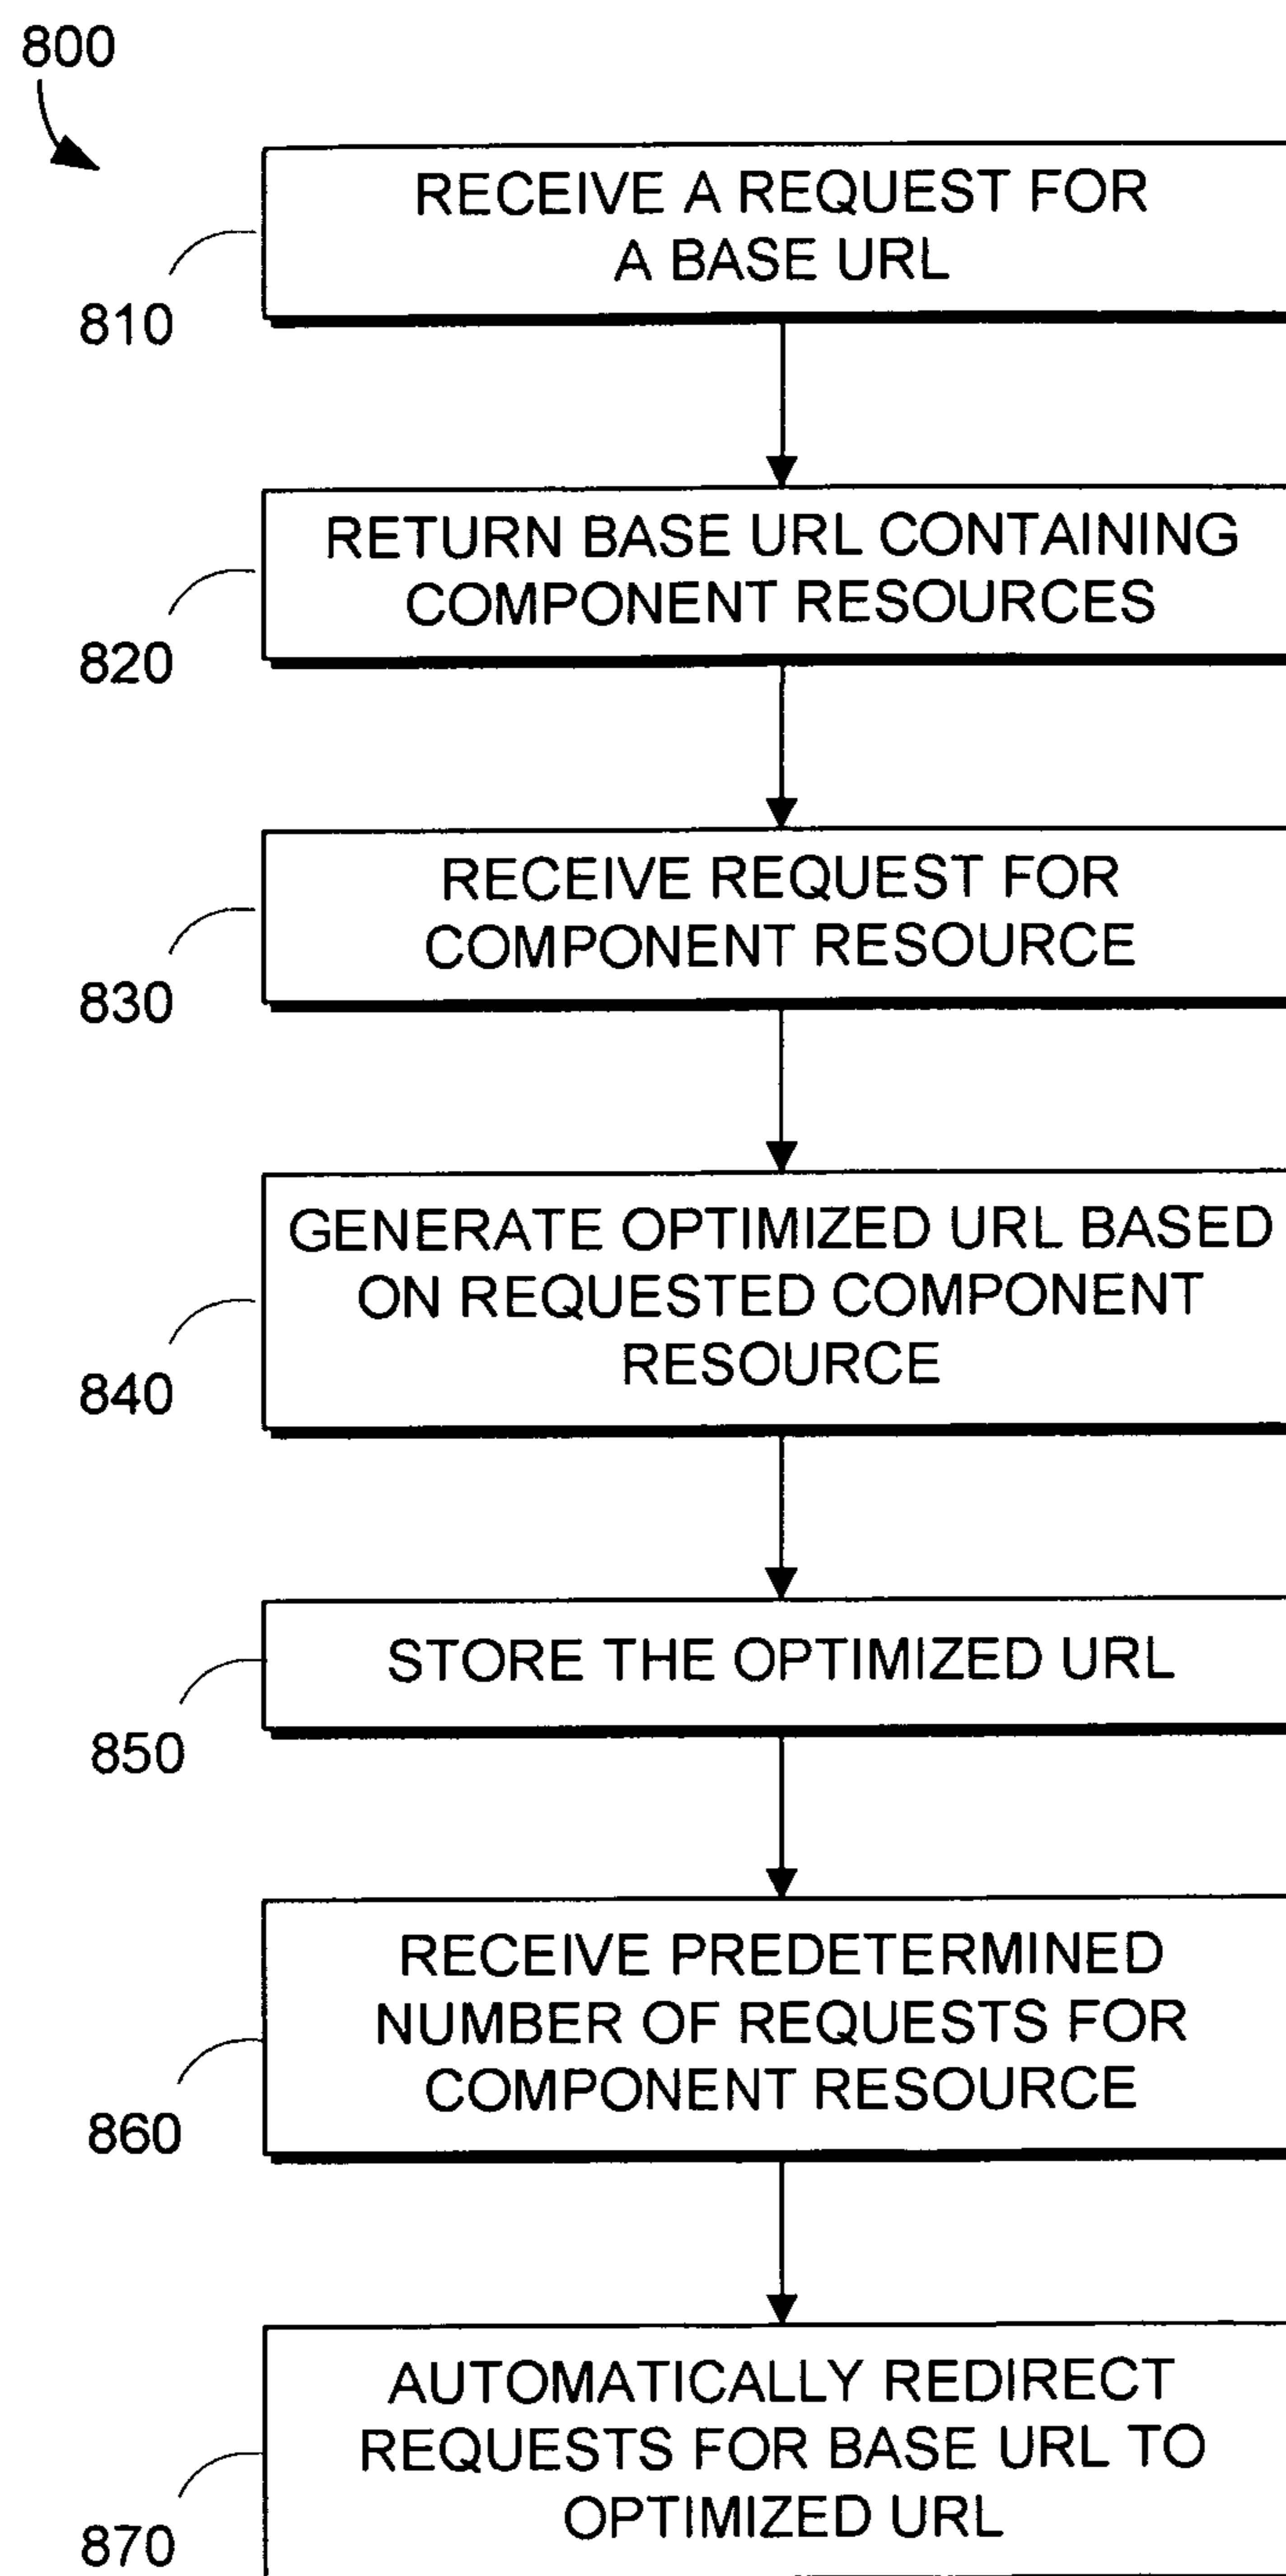 800
RECEIVE A REQUEST FOR
A BASE URL
810
RETURN BASE URL CONTAINING
COMPONENT RESOURCES
820
RECEIVE REQUEST FOR
COMPONENT RESOURCE
830
GENERATE OPTIMIZED URL BASED
ON REQUESTED COMPONENT
RESOURCE
840
STORE THE OPTIMIZED URL
850
RECEIVE PREDETERMINED
NUMBER OF REQUESTS FOR
COMPONENT RESOURCE
860
AUTOMATICALLY REDIRECT
REQUESTS FOR BASE URL TO
OPTIMIZED URL
870